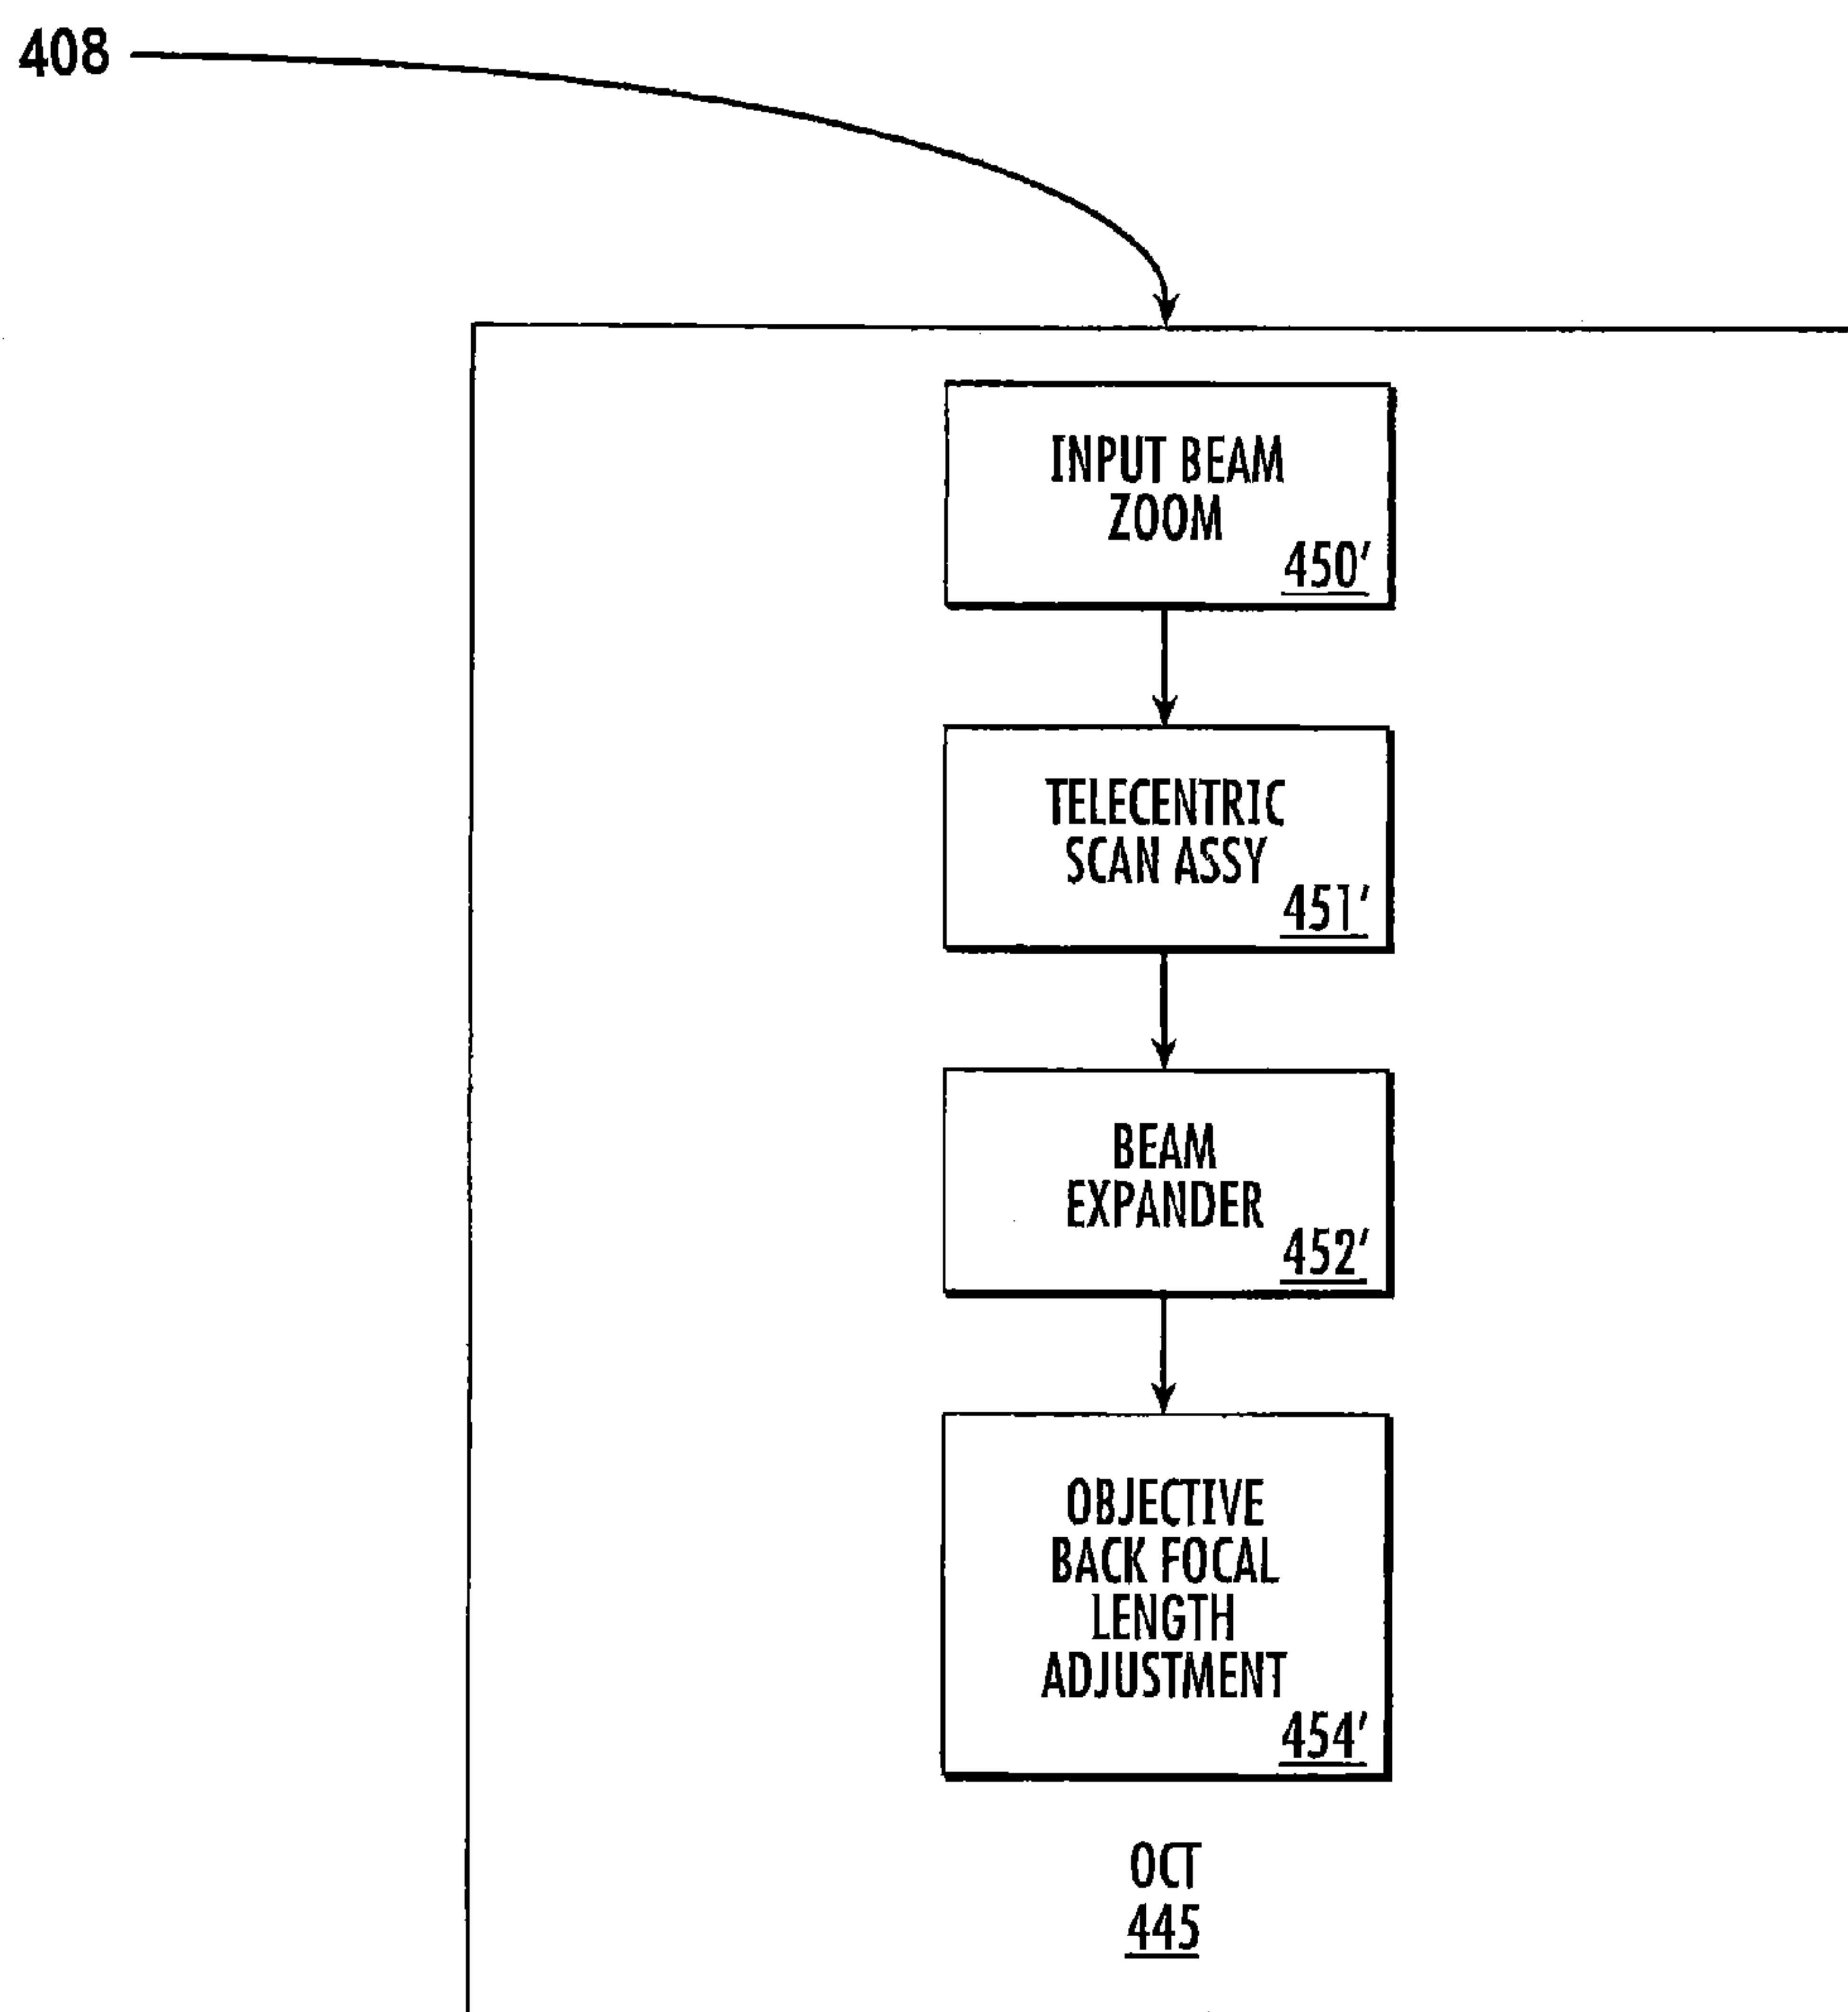 408
INPUT BEAM
ZOOM
450'
TELECENTRIC
SCAN ASSY
451'
BEAM
EXPANDER
452'
OBJECTIVE
BACK FOCAL
LENGTH
ADJUSTMENT
454'
OCT
445